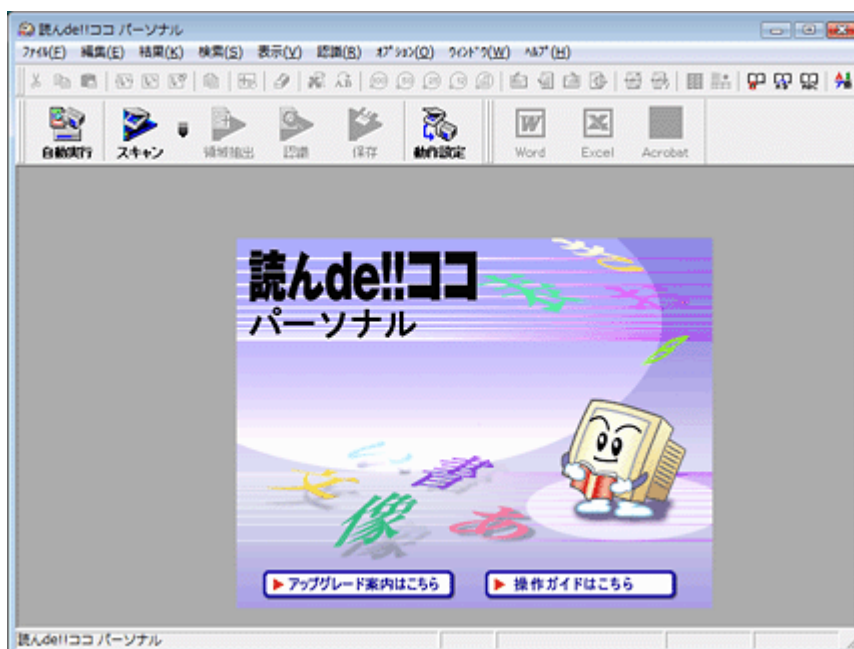 読んde!!ココ パーソナル
ファイル(F) 編集(E) 結果(K) 検索(S) 表示(V) 認識(R) オプション(O) ウィンドウ(W) ヘルプ(H)
自動実行 スキャン 領域抽出 認識 保存 動作設定 Word Excel Acrobat
読んde!!ココ
パーソナル
書
像
あ
アップグレード案内はこちら 操作ガイドはこちら
読んde!!ココ パーソナル